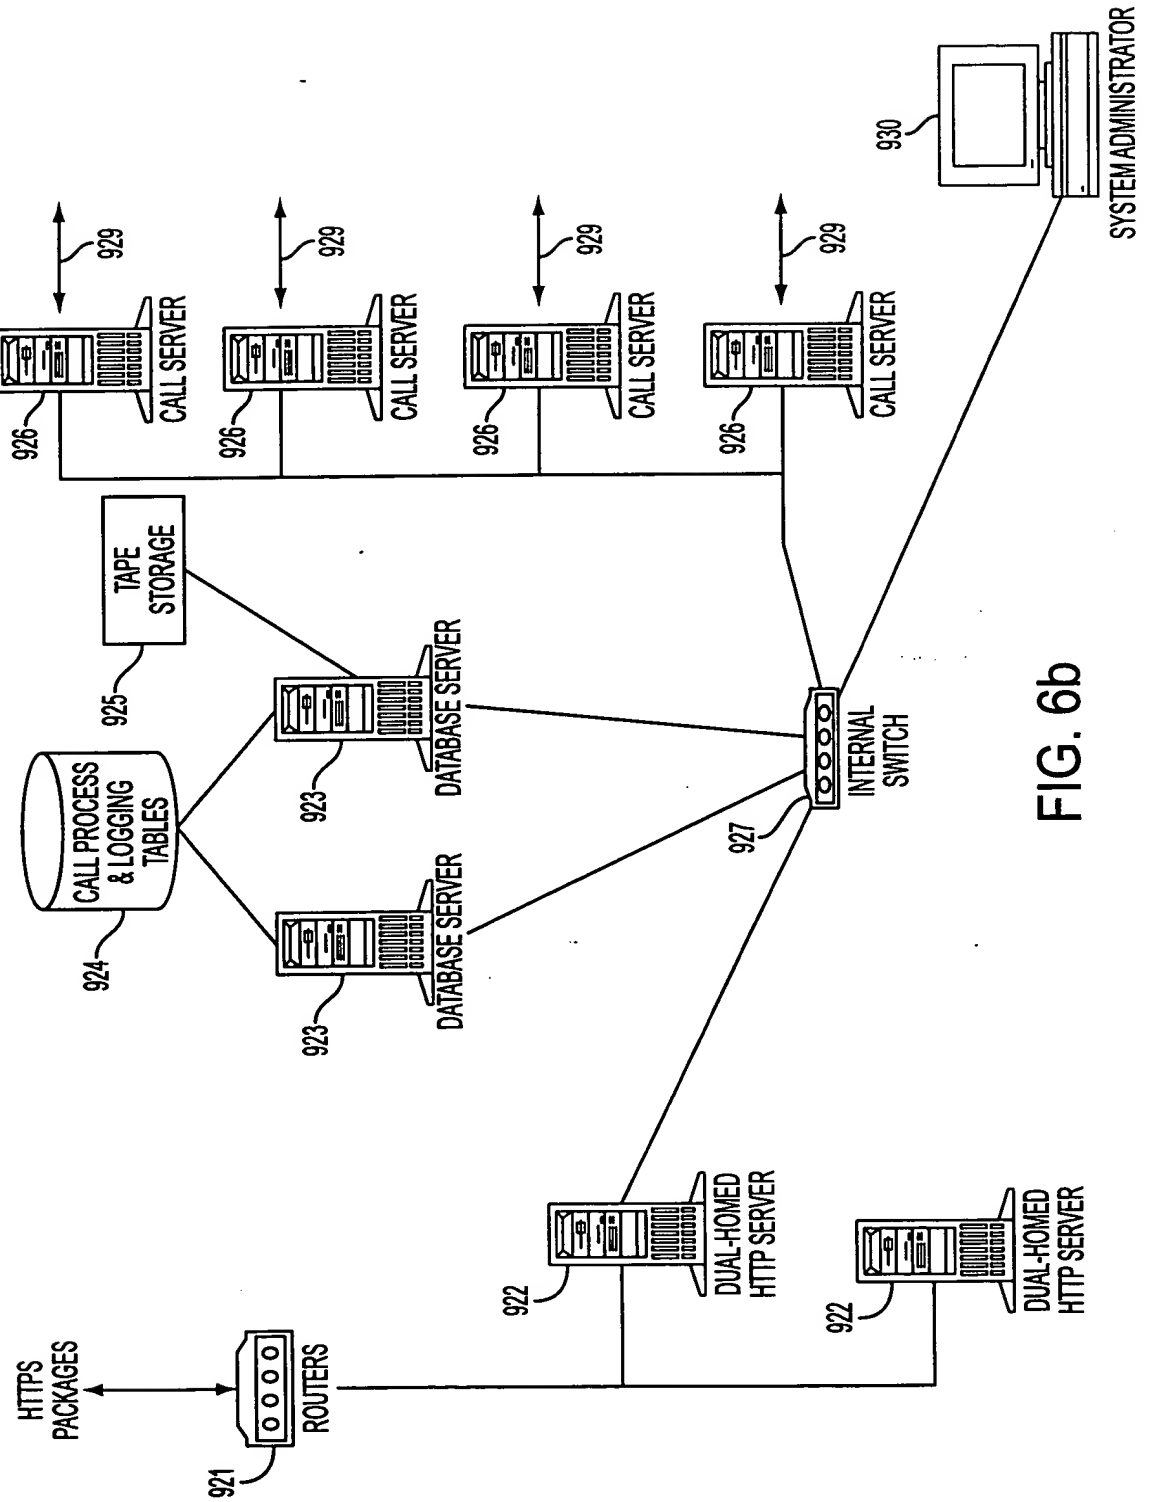 HTTPS
PACKAGES
921
ROUTERS
922
DUAL-HOMED
HTTP SERVER
922
DUAL-HOMED
HTTP SERVER
924
CALL PROCESS
& LOGGING
TABLES
923
DATABASE SERVER
923
DATABASE SERVER
925
TAPE
STORAGE
927
INTERNAL
SWITCH
926
CALL SERVER
929
926
CALL SERVER
929
926
CALL SERVER
929
926
CALL SERVER
929
930
SYSTEM ADMINISTRATOR
FIG. 6b